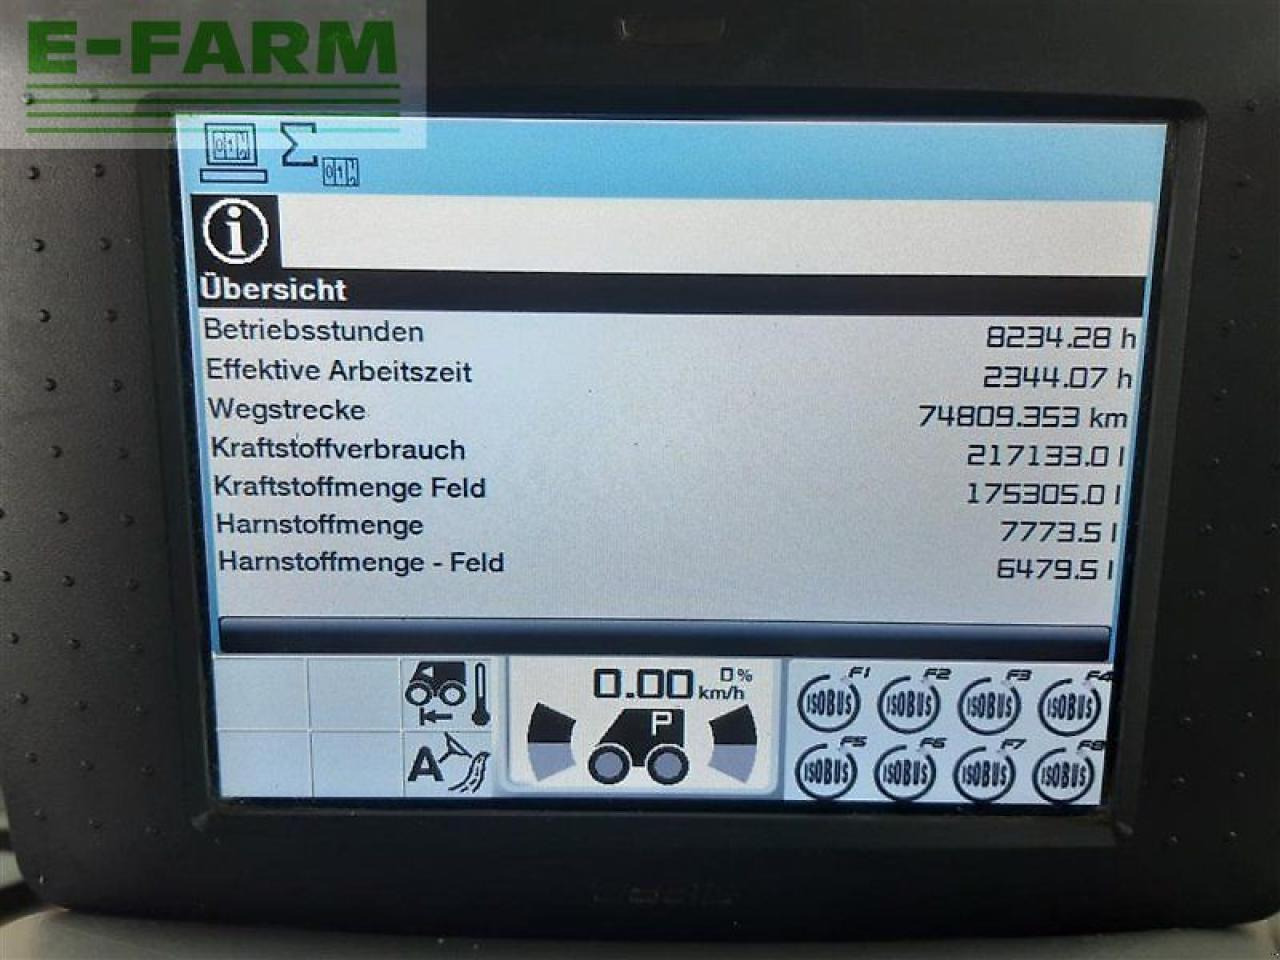 E-FARM
Übersicht
Betriebsstunden 8234.28 h
Effektive Arbeitszeit 2344.07 h
Wegstrecke 74809.353 km
Kraftstoffverbrauch 217133.0 l
Kraftstoffmenge Feld 175305.0 l
Harnstoffmenge 7773.5 l
Harnstoffmenge - Feld 6479.5 l
0.00 km/h 0%
P
A
F1 F2 F3 F4
ISOBUS ISOBUS ISOBUS ISOBUS
F5 F6 F7 F8
ISOBUS ISOBUS ISOBUS ISOBUS